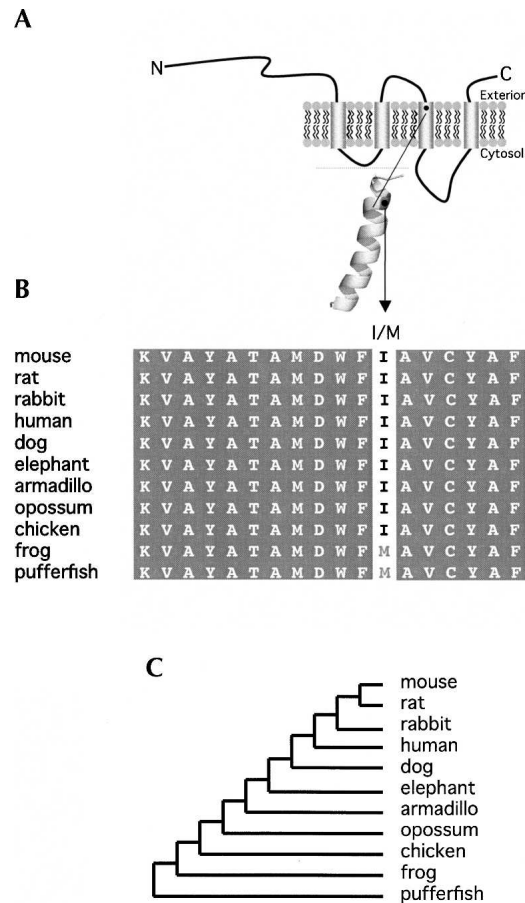 A
N
C
Exterior
Cytosol
B
I/M
mouse K V A Y A T A M D W F I A V C Y A F
rat K V A Y A T A M D W F I A V C Y A F
rabbit K V A Y A T A M D W F I A V C Y A F
human K V A Y A T A M D W F I A V C Y A F
dog K V A Y A T A M D W F I A V C Y A F
elephant K V A Y A T A M D W F I A V C Y A F
armadillo K V A Y A T A M D W F I A V C Y A F
opossum K V A Y A T A M D W F I A V C Y A F
chicken K V A Y A T A M D W F I A V C Y A F
frog K V A Y A T A M D W F M A V C Y A F
pufferfish K V A Y A T A M D W F M A V C Y A F
C
mouse
rat
rabbit
human
dog
elephant
armadillo
opossum
chicken
frog
pufferfish